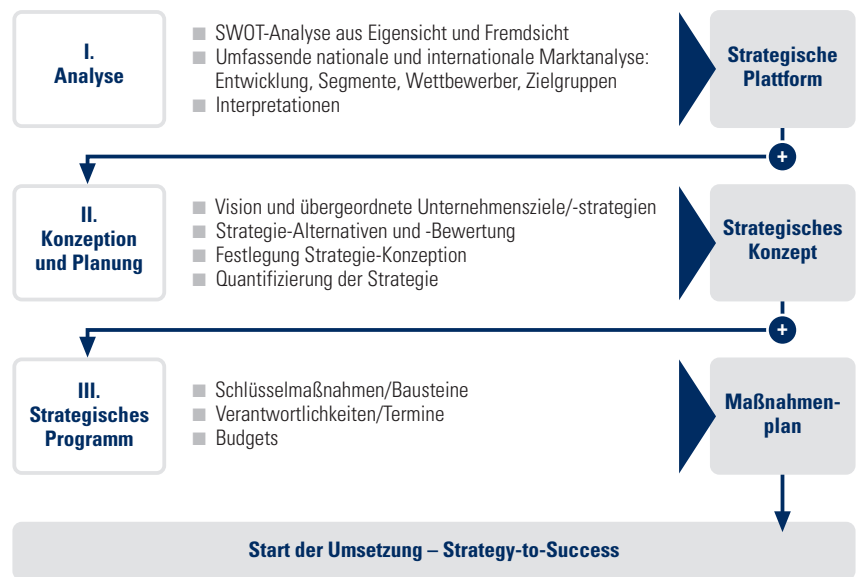 I.
Analyse
■ SWOT-Analyse aus Eigensicht und Fremdsicht
■ Umfassende nationale und internationale Marktanalyse:
Entwicklung, Segmente, Wettbewerber, Zielgruppen
■ Interpretationen
Strategische
Plattform
+
II.
Konzeption
und Planung
■ Vision und übergeordnete Unternehmensziele/-strategien
■ Strategie-Alternativen und -Bewertung
■ Festlegung Strategie-Konzeption
■ Quantifizierung der Strategie
Strategisches
Konzept
+
III.
Strategisches
Programm
■ Schlüsselmaßnahmen/Bausteine
■ Verantwortlichkeiten/Termine
■ Budgets
Maßnahmen-
plan
Start der Umsetzung – Strategy-to-Success